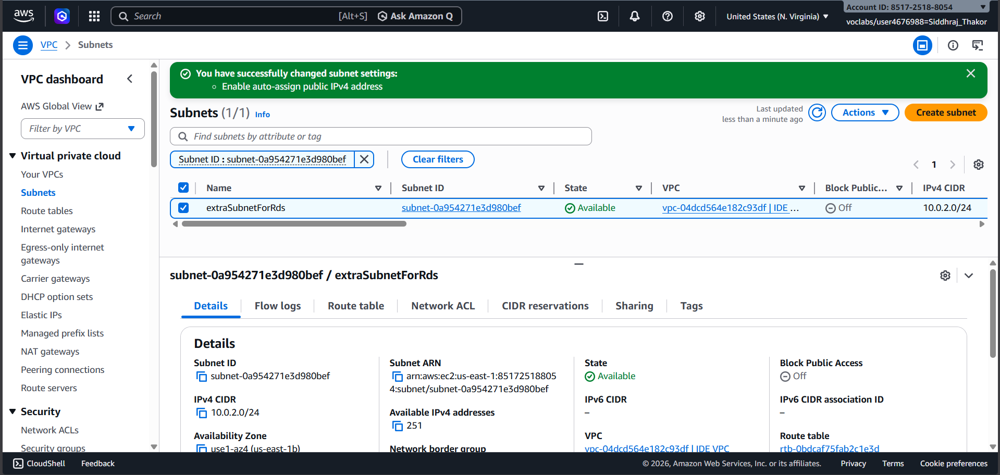 aws
Search [Alt+S] Ask Amazon Q
United States (N. Virginia)
Account ID: 8517-2518-8054
voclabs/user4676988=Siddhraj_Thakor
VPC Subnets
VPC dashboard
AWS Global View
Filter by VPC
Virtual private cloud
Your VPCs
Subnets
Route tables
Internet gateways
Egress-only internet
gateways
Carrier gateways
DHCP option sets
Elastic IPs
Managed prefix lists
NAT gateways
Peering connections
Route servers
Security
Network ACLs
Security groups
You have successfully changed subnet settings:
Enable auto-assign public IPv4 address
Subnets (1/1) Info
Last updated
less than a minute ago
Actions
Create subnet
Find subnets by attribute or tag
Subnet ID : subnet-0a954271e3d980bef
Clear filters
1
Name Subnet ID State VPC Block Public... IPv4 CIDR
extraSubnetForRds subnet-0a954271e3d980bef Available vpc-04dcd564e182c93df | IDE ... Off 10.0.2.0/24
subnet-0a954271e3d980bef / extraSubnetForRds
Details Flow logs Route table Network ACL CIDR reservations Sharing Tags
Details
Subnet ID
subnet-0a954271e3d980bef
IPv4 CIDR
10.0.2.0/24
Availability Zone
use1-az4 (us-east-1b)
Subnet ARN
arn:aws:ec2:us-east-1:85172518805
4:subnet/subnet-0a954271e3d980bef
Available IPv4 addresses
251
Network border group
State
Available
IPv6 CIDR
–
VPC
vpc-04dcd564e182c93df | IDE VPC
Block Public Access
Off
IPv6 CIDR association ID
–
Route table
rtb-0bdcaf75fab2c1e3d
CloudShell Feedback © 2026, Amazon Web Services, Inc. or its affiliates. Privacy Terms Cookie preferences